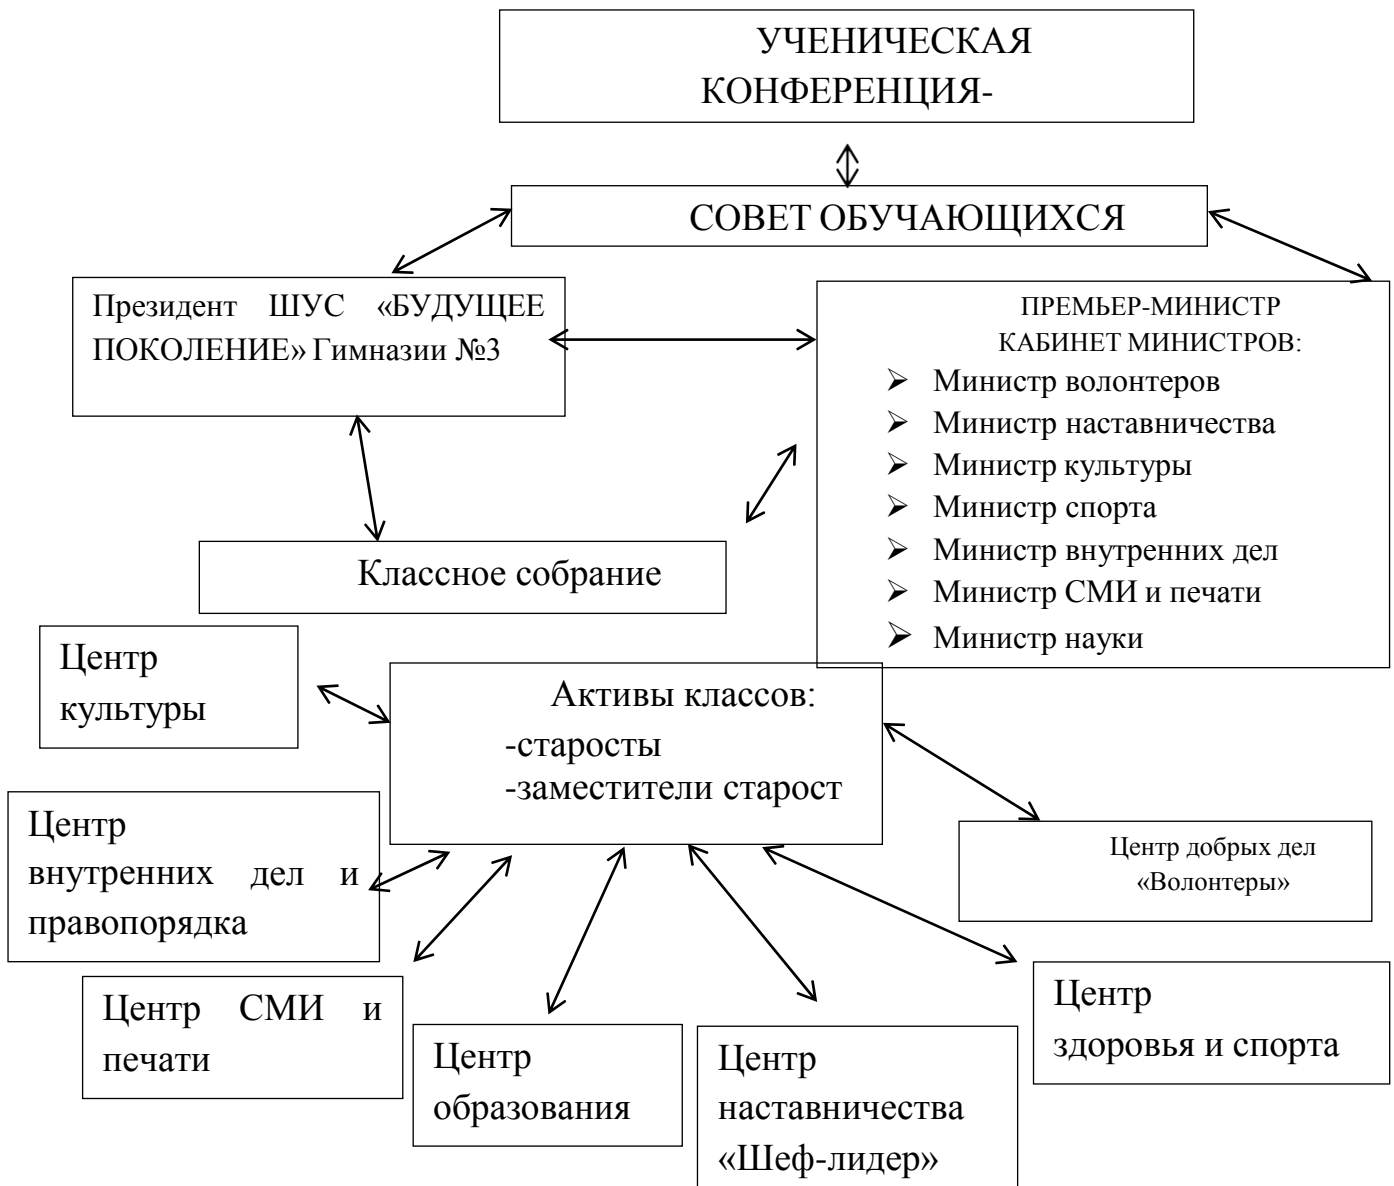 УЧЕНИЧЕСКАЯ
КОНФЕРЕНЦИЯ-
СОВЕТ ОБУЧАЮЩИХСЯ
Президент ШУС «БУДУЩЕЕ
ПОКОЛЕНИЕ» Гимназии №3
ПРЕМЬЕР-МИНИСТР
КАБИНЕТ МИНИСТРОВ:
Министр волонтеров
Министр наставничества
Министр культуры
Министр спорта
Министр внутренних дел
Министр СМИ и печати
Министр науки
Классное собрание
Центр
культуры
Активы классов:
-старосты
-заместители старост
Центр
внутренних дел и
правопорядка
Центр добрых дел
«Волонтеры»
Центр СМИ и
печати
Центр
образования
Центр
наставничества
«Шеф-лидер»
Центр
здоровья и спорта